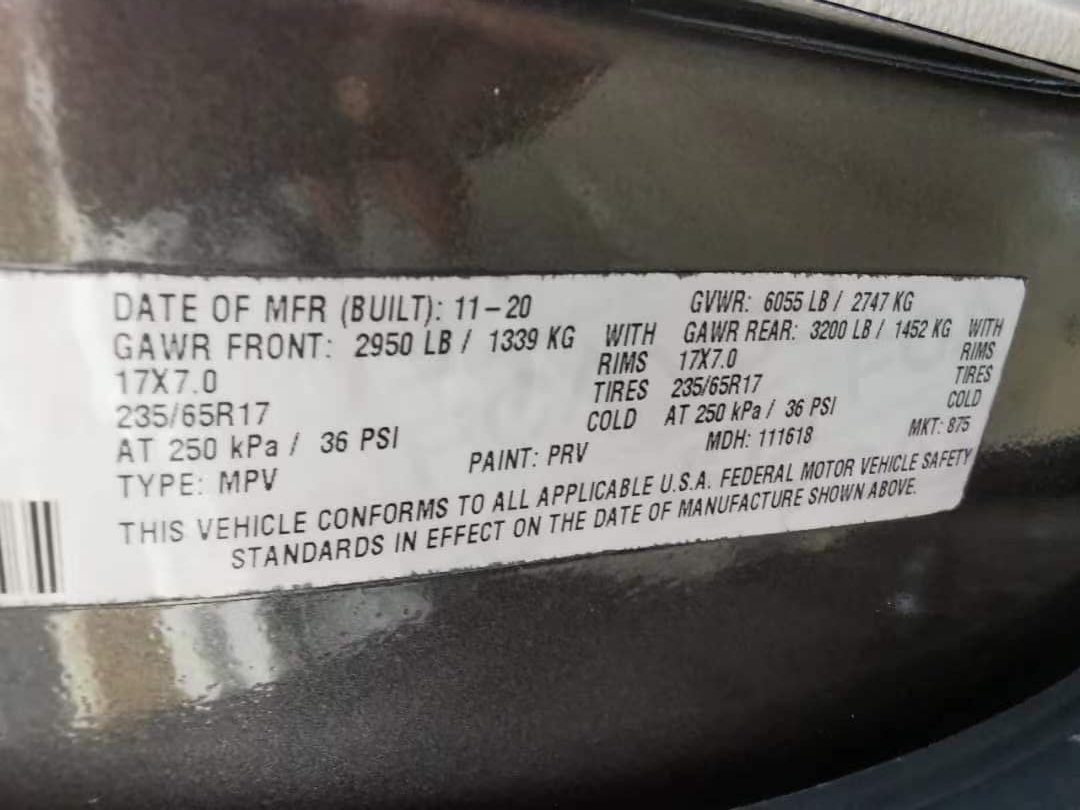 DATE OF MFR (BUILT): 11-20 GVWR: 6055 LB / 2747 KG
GAWR FRONT: 2950 LB / 1339 KG WITH GAWR REAR: 3200 LB / 1452 KG WITH
17X7.0 RIMS 17X7.0 RIMS
235/65R17 TIRES 235/65R17 TIRES
AT 250 kPa / 36 PSI COLD AT 250 kPa / 36 PSI COLD
TYPE: MPV PAINT: PRV MDH: 111618 MKT: 875
THIS VEHICLE CONFORMS TO ALL APPLICABLE U.S.A. FEDERAL MOTOR VEHICLE SAFETY
STANDARDS IN EFFECT ON THE DATE OF MANUFACTURE SHOWN ABOVE.